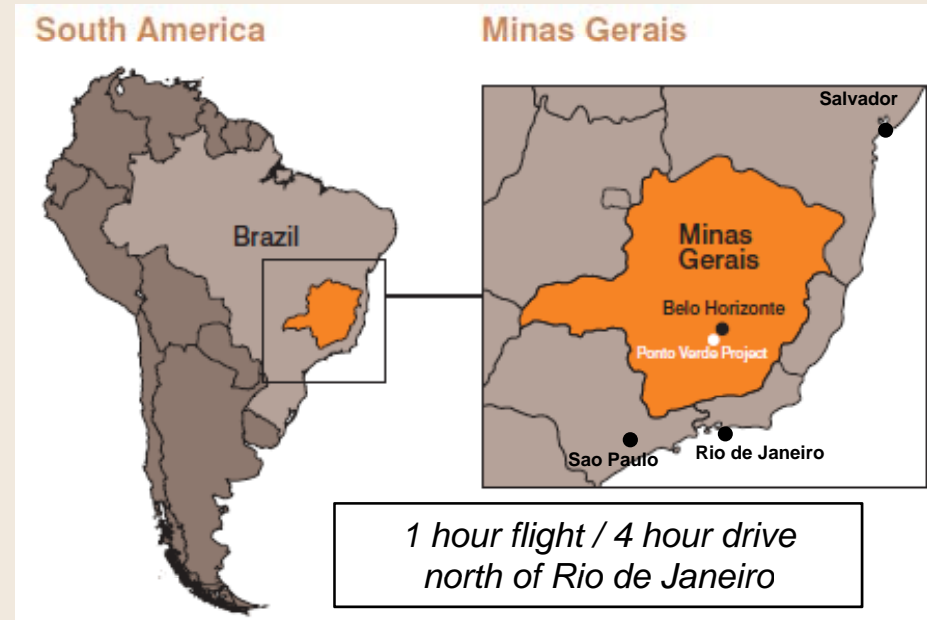 South America
Minas Gerais
Brazil
Salvador
Minas
Gerais
Belo Horizonte
Ponto Verde Project
Sao Paulo
Rio de Janeiro
1 hour flight / 4 hour drive
north of Rio de Janeiro